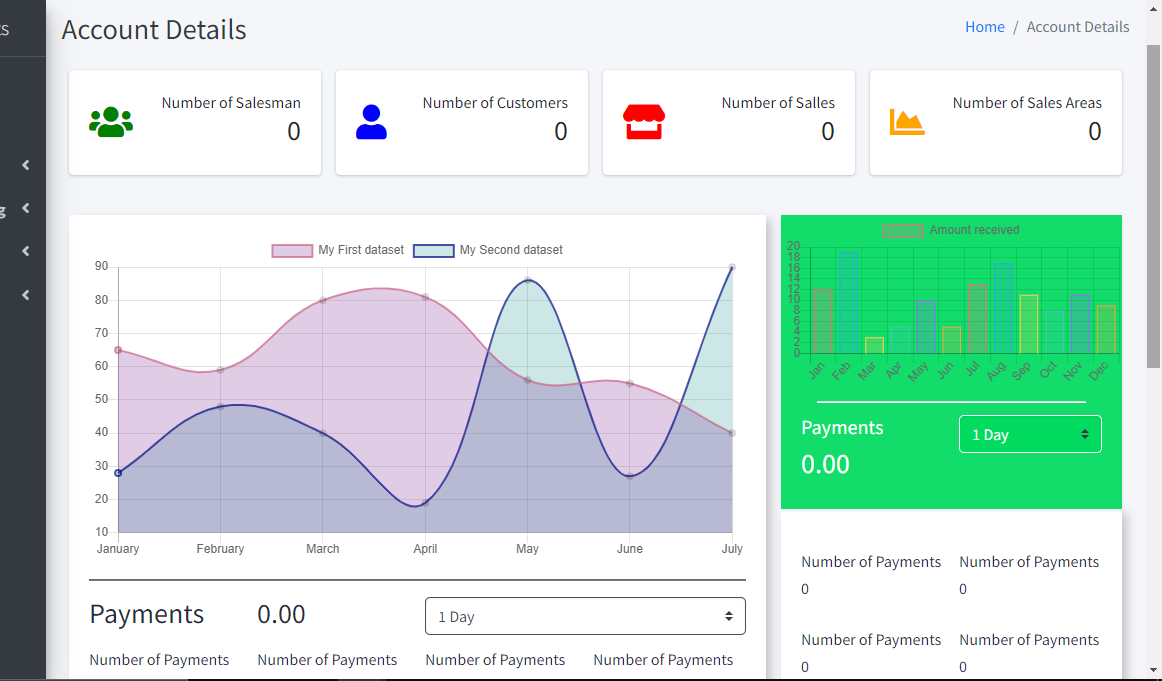 ts
Account Details
Home / Account Details
Number of Salesman
0
Number of Customers
0
Number of Salles
0
Number of Sales Areas
0
g
My First dataset My Second dataset
90
80
70
60
50
40
30
20
10
January February March April May June July
Payments 0.00 1 Day
Number of Payments Number of Payments Number of Payments Number of Payments
Amount received
20
18
16
14
12
10
8
6
4
2
0
Jan Feb Mar Apr May Jun Jul Aug Sep Oct Nov Dec
Payments 1 Day
0.00
Number of Payments Number of Payments
0 0
Number of Payments Number of Payments
0 0